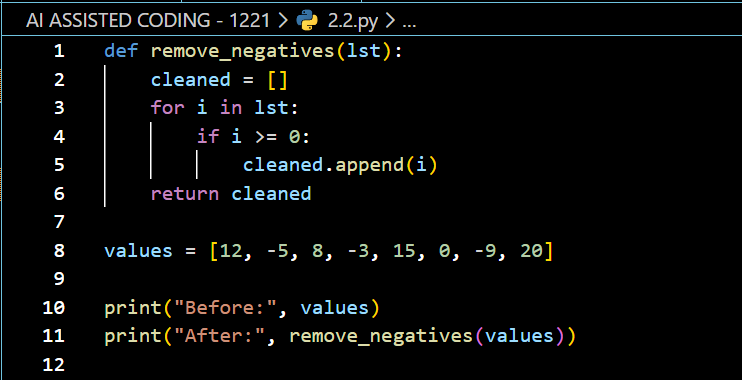 AI ASSISTED CODING - 1221 > 2.2.py > ...
1 def remove_negatives(lst):
2     cleaned = []
3     for i in lst:
4         if i >= 0:
5             cleaned.append(i)
6     return cleaned
7
8 values = [12, -5, 8, -3, 15, 0, -9, 20]
9
10 print("Before:", values)
11 print("After:", remove_negatives(values))
12